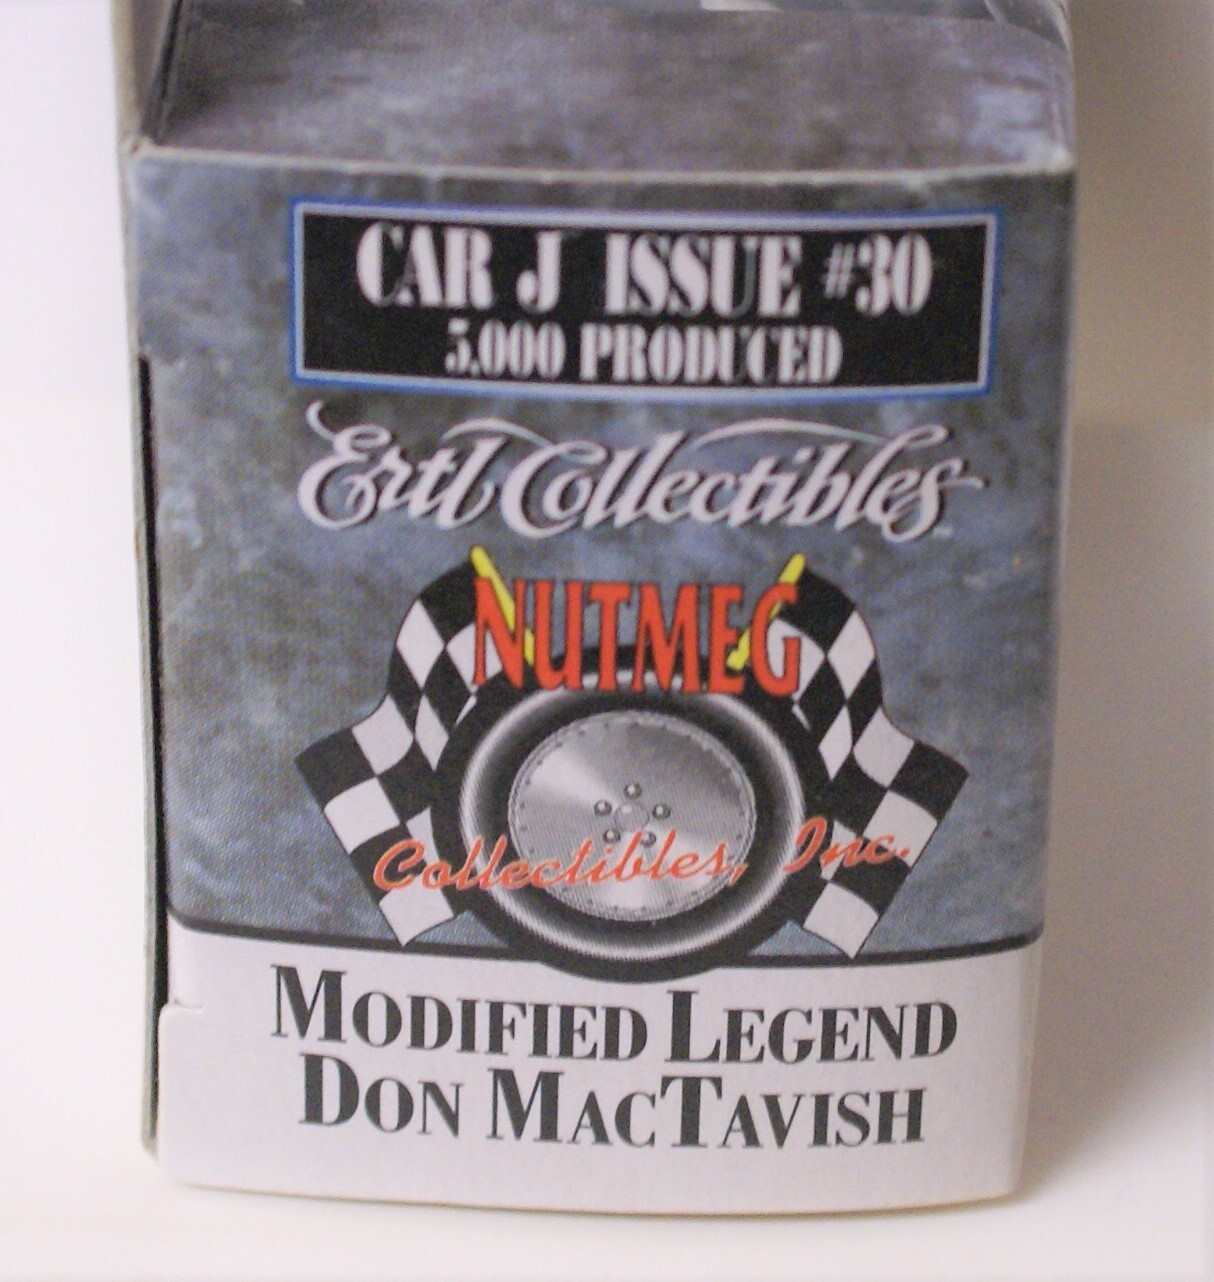 CAR J ISSUE #30
5,000 PRODUCED
Ertl Collectibles
NUTMEG
Collectibles, Inc.
MODIFIED LEGEND
DON MACTAVISH